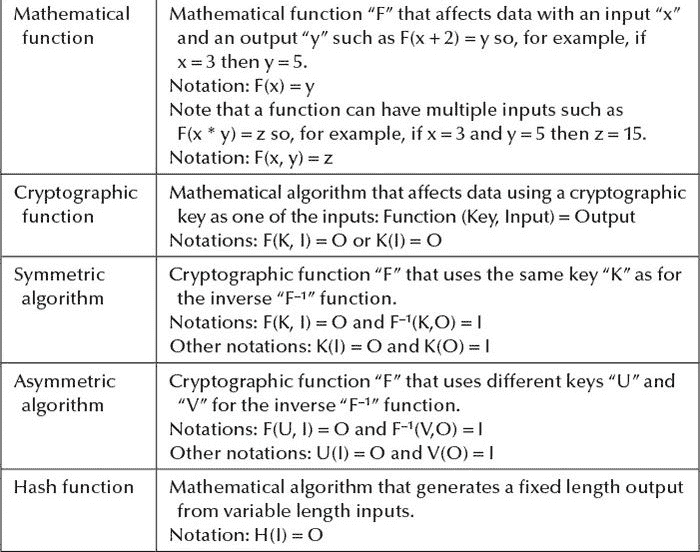 Mathematical function
Mathematical function “F” that affects data with an input “x”
and an output “y” such as F(x + 2) = y so, for example, if
x = 3 then y = 5.
Notation: F(x) = y
Note that a function can have multiple inputs such as
F(x * y) = z so, for example, if x = 3 and y = 5 then z = 15.
Notation: F(x, y) = z
Cryptographic function
Mathematical algorithm that affects data using a cryptographic
key as one of the inputs: Function (Key, Input) = Output
Notations: F(K, I) = O or K(I) = O
Symmetric algorithm
Cryptographic function “F” that uses the same key “K” as for
the inverse “F⁻¹” function.
Notations: F(K, I) = O and F⁻¹(K,O) = I
Other notations: K(I) = O and K(O) = I
Asymmetric algorithm
Cryptographic function “F” that uses different keys “U” and
“V” for the inverse “F⁻¹” function.
Notations: F(U, I) = O and F⁻¹(V,O) = I
Other notations: U(I) = O and V(O) = I
Hash function
Mathematical algorithm that generates a fixed length output
from variable length inputs.
Notation: H(I) = O